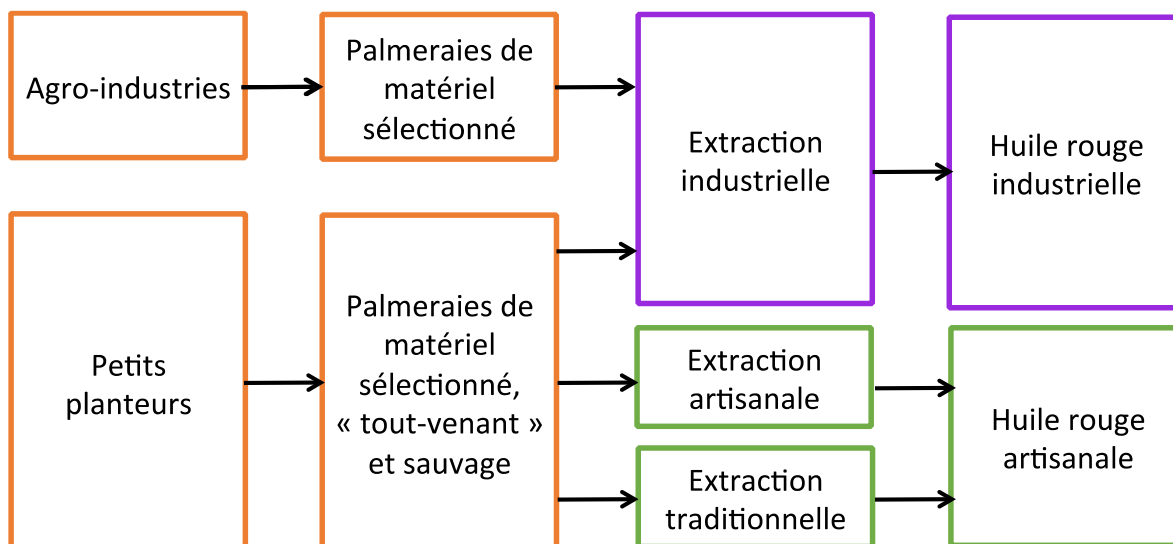 Agro-industries
Palmeraies de
matériel
sélectionné
Extraction
industrielle
Huile rouge
industrielle
Petits
planteurs
Palmeraies de
matériel
sélectionné,
« tout-venant »
et sauvage
Extraction
artisanale
Extraction
traditionnelle
Huile rouge
artisanale